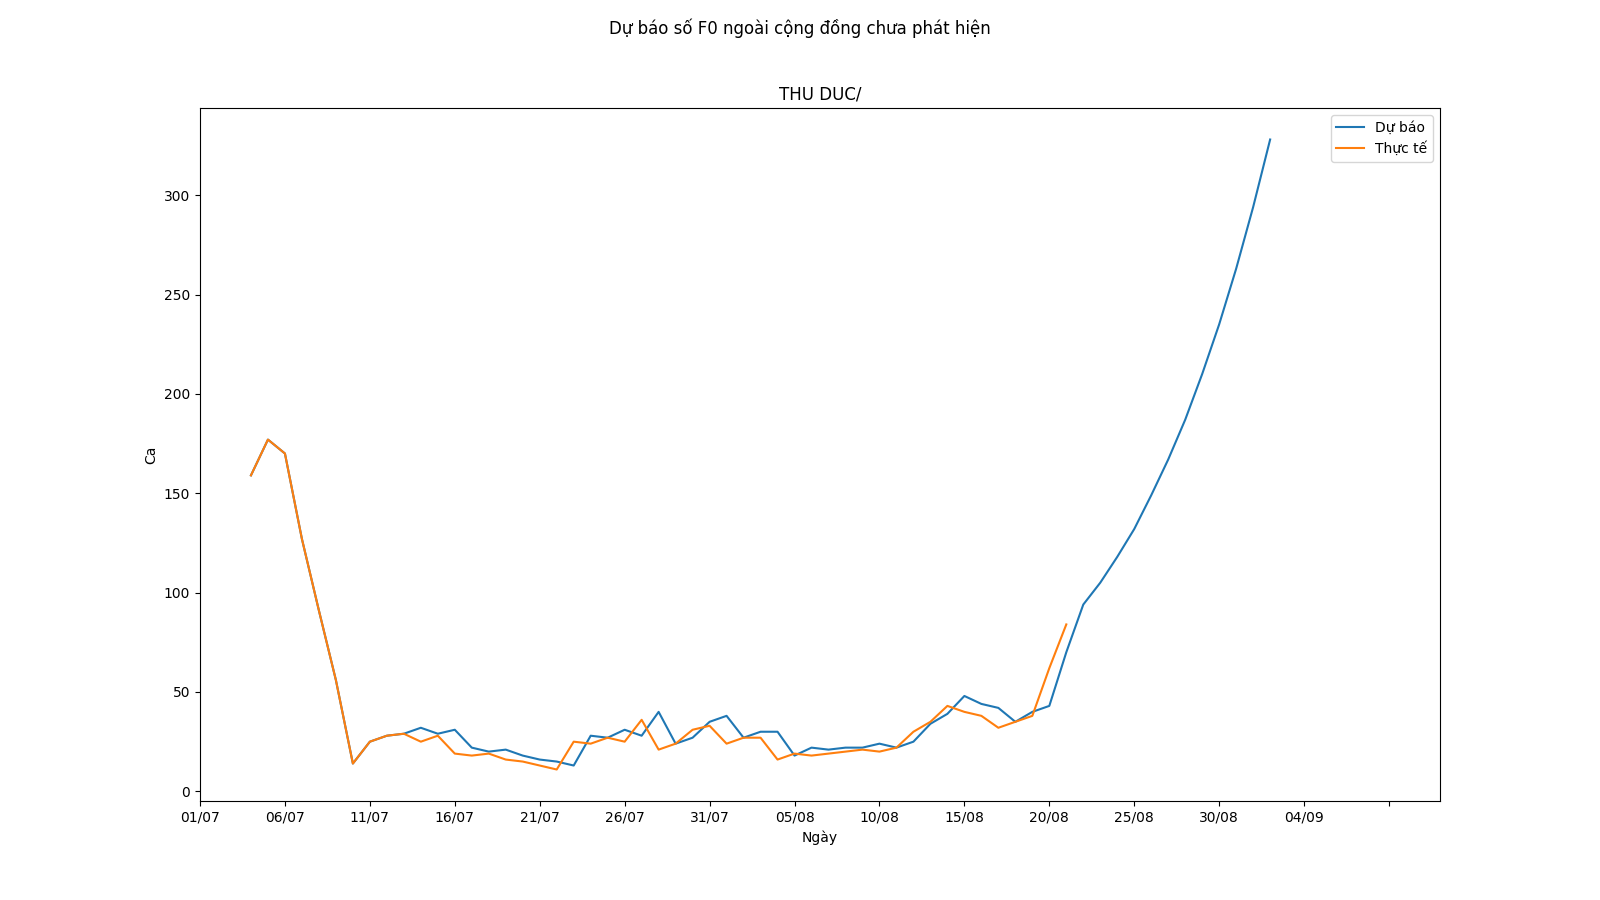 Dự báo số F0 ngoài cộng đồng chưa phát hiện
THU DUC/
Dự báo
Thực tế
300
250
200
150
100
50
0
Ca
01/07 06/07 11/07 16/07 21/07 26/07 31/07 05/08 10/08 15/08 20/08 25/08 30/08 04/09
Ngày